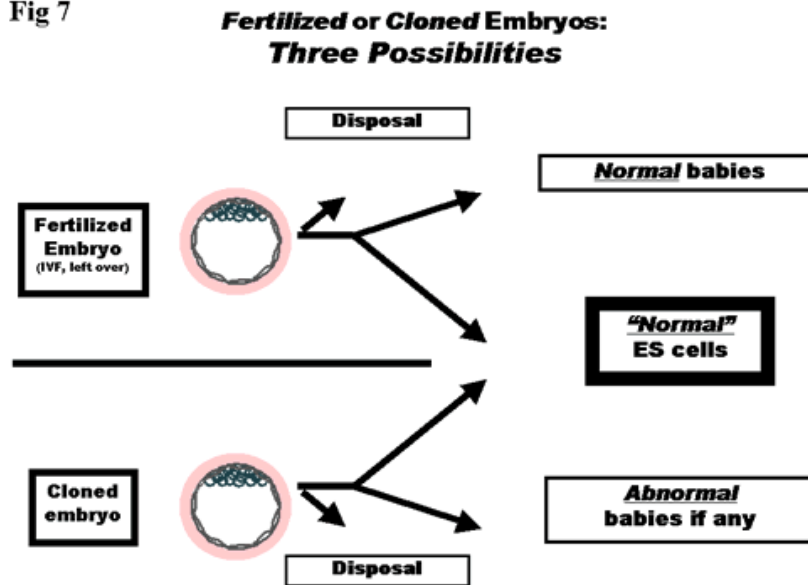 Fig 7
Fertilized or Cloned Embryos:
Three Possibilities
Disposal
Normal babies
Fertilized
Embryo
(IVF, left over)
"Normal"
ES cells
Cloned
embryo
Abnormal
babies if any
Disposal